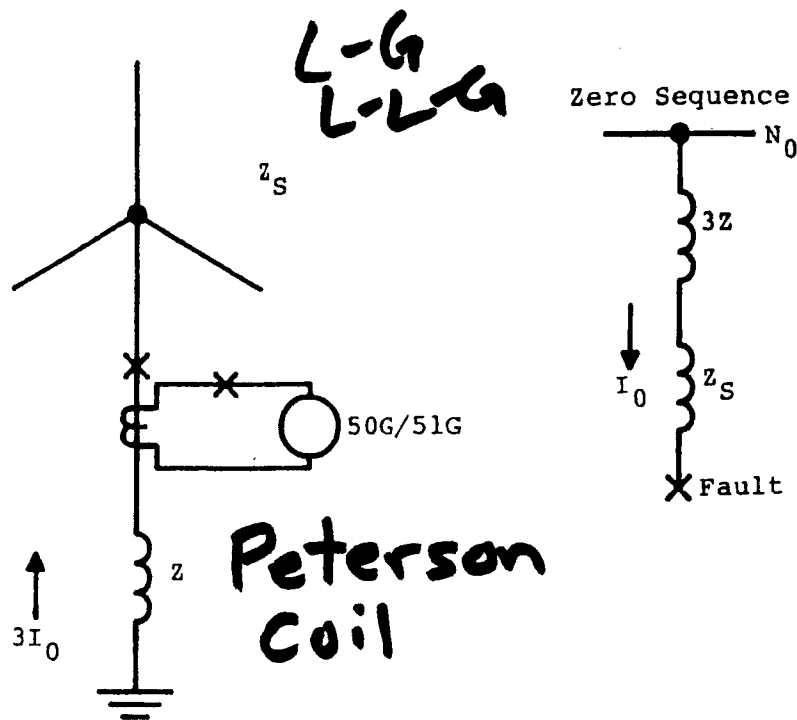 L-G
L-L-G
Zero Sequence
N0
ZS
3Z
I0
ZS
50G/51G
Fault
Peterson
Coil
Z
3I0